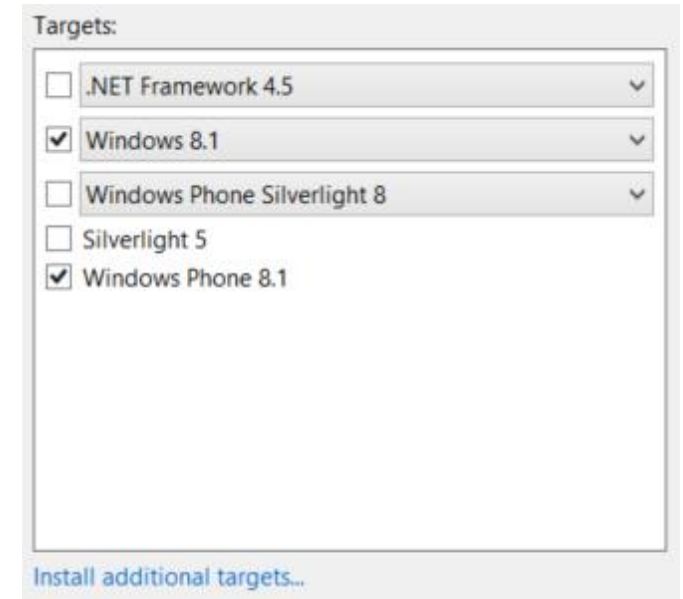 Targets:
.NET Framework 4.5
Windows 8.1
Windows Phone Silverlight 8
Silverlight 5
Windows Phone 8.1
Install additional targets...